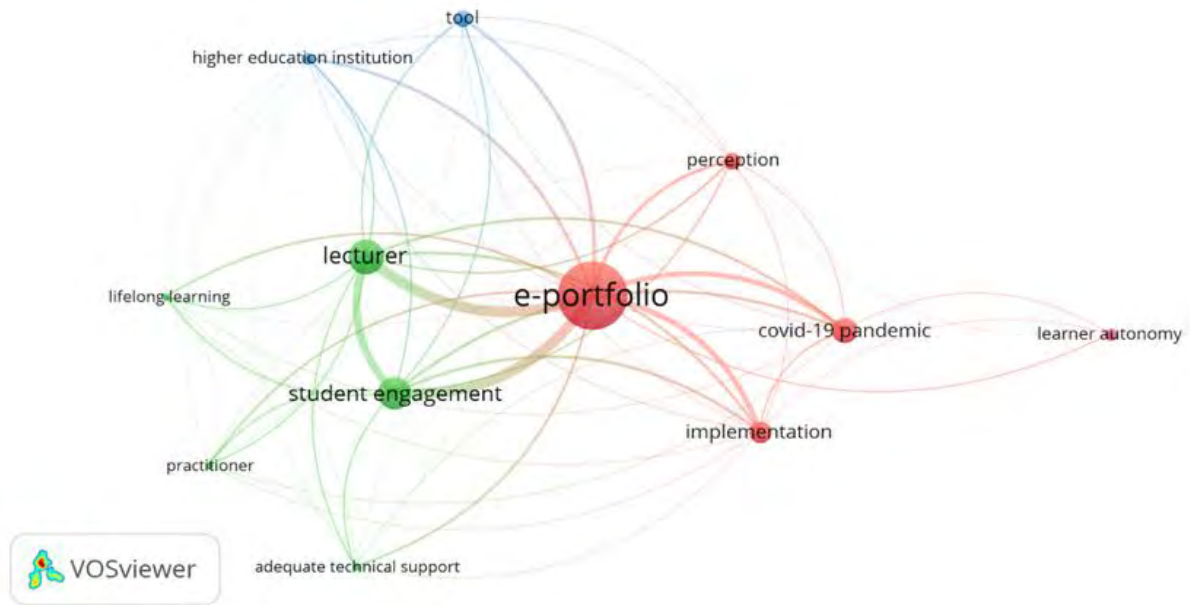 tool
higher education institution
perception
lecturer
e-portfolio
lifelong learning
covid-19 pandemic
learner autonomy
student engagement
implementation
practitioner
adequate technical support
VOSviewer